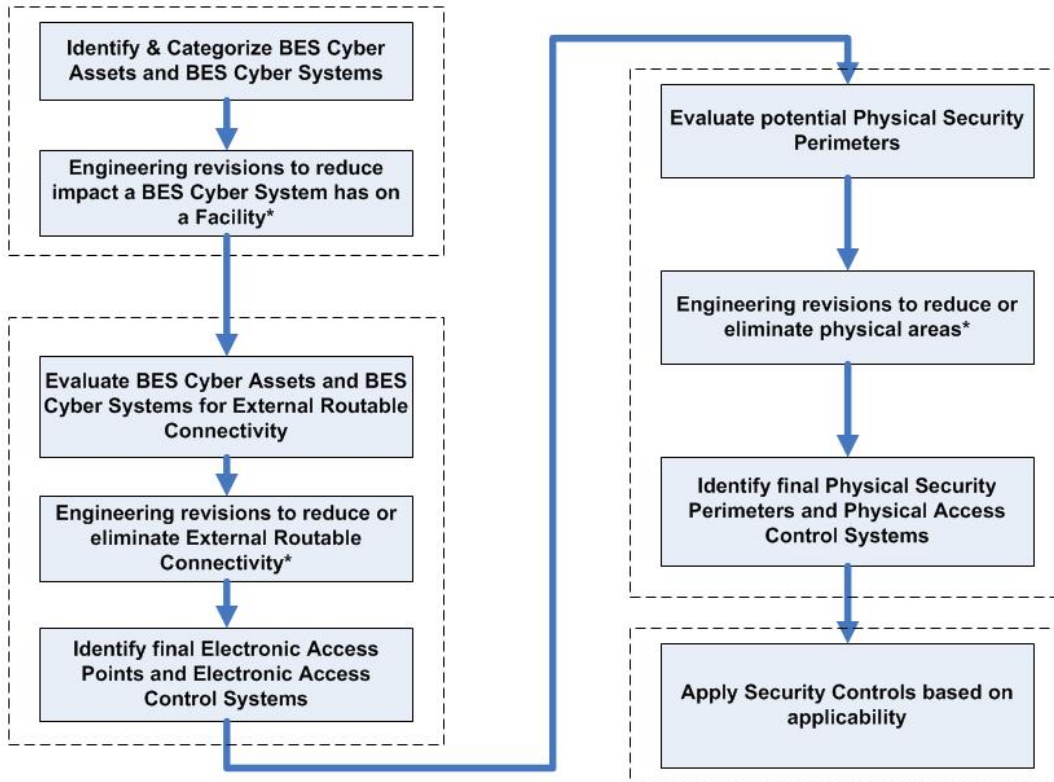 Identify & Categorize BES Cyber
Assets and BES Cyber Systems
Engineering revisions to reduce
impact a BES Cyber System has on
a Facility*
Evaluate BES Cyber Assets and BES
Cyber Systems for External Routable
Connectivity
Engineering revisions to reduce or
eliminate External Routable
Connectivity*
Identify final Electronic Access
Points and Electronic Access
Control Systems
Evaluate potential Physical Security
Perimeters
Engineering revisions to reduce or
eliminate physical areas*
Identify final Physical Security
Perimeters and Physical Access
Control Systems
Apply Security Controls based on
applicability